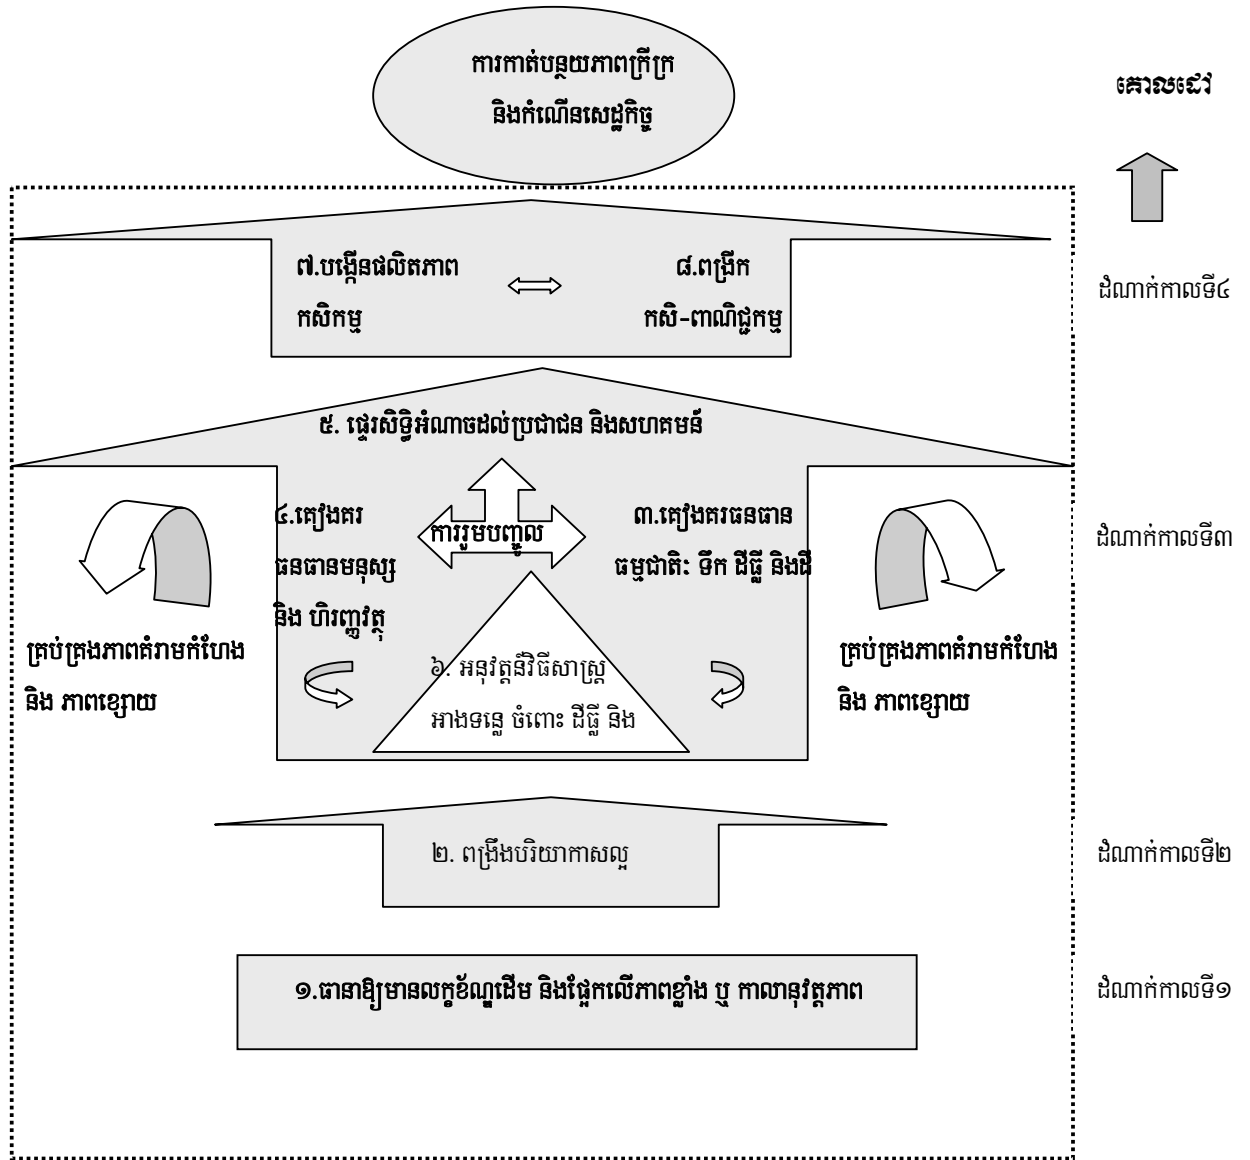 ការកាត់បន្ថយភាពក្រីក្រ
និងកំណើនសេដ្ឋកិច្ច
គោលដៅ
៧.បង្កើនផលិតភាព
កសិកម្ម
៨.ពង្រីក
កសិ-ពាណិជ្ជកម្ម
ដំណាក់កាលទី៤
៥. ផ្ទេរសិទ្ធិអំណាចដល់ប្រជាជន និងសហគមន៍
៤.គៀងគរ
ធនធានមនុស្ស
និង ហិរញ្ញវត្ថុ
ការរួមបញ្ចូល
៣.គៀងគរធនធាន
ធម្មជាតិ: ទឹក ដីធ្លី និងដី
ដំណាក់កាលទី៣
គ្រប់គ្រងភាពគំរាមកំហែង
និង ភាពខ្សោយ
៦. អនុវត្តន៍វិធីសាស្ត្រ
អាងទន្លេ ចំពោះ ដីធ្លី និង
គ្រប់គ្រងភាពគំរាមកំហែង
និង ភាពខ្សោយ
២. ពង្រឹងបរិយាកាសល្អ
ដំណាក់កាលទី២
១.ធានាឱ្យមានលក្ខខ័ណ្ឌដើម និងផ្អែកលើភាពខ្លាំង ឬ កាលានុវត្តភាព
ដំណាក់កាលទី១